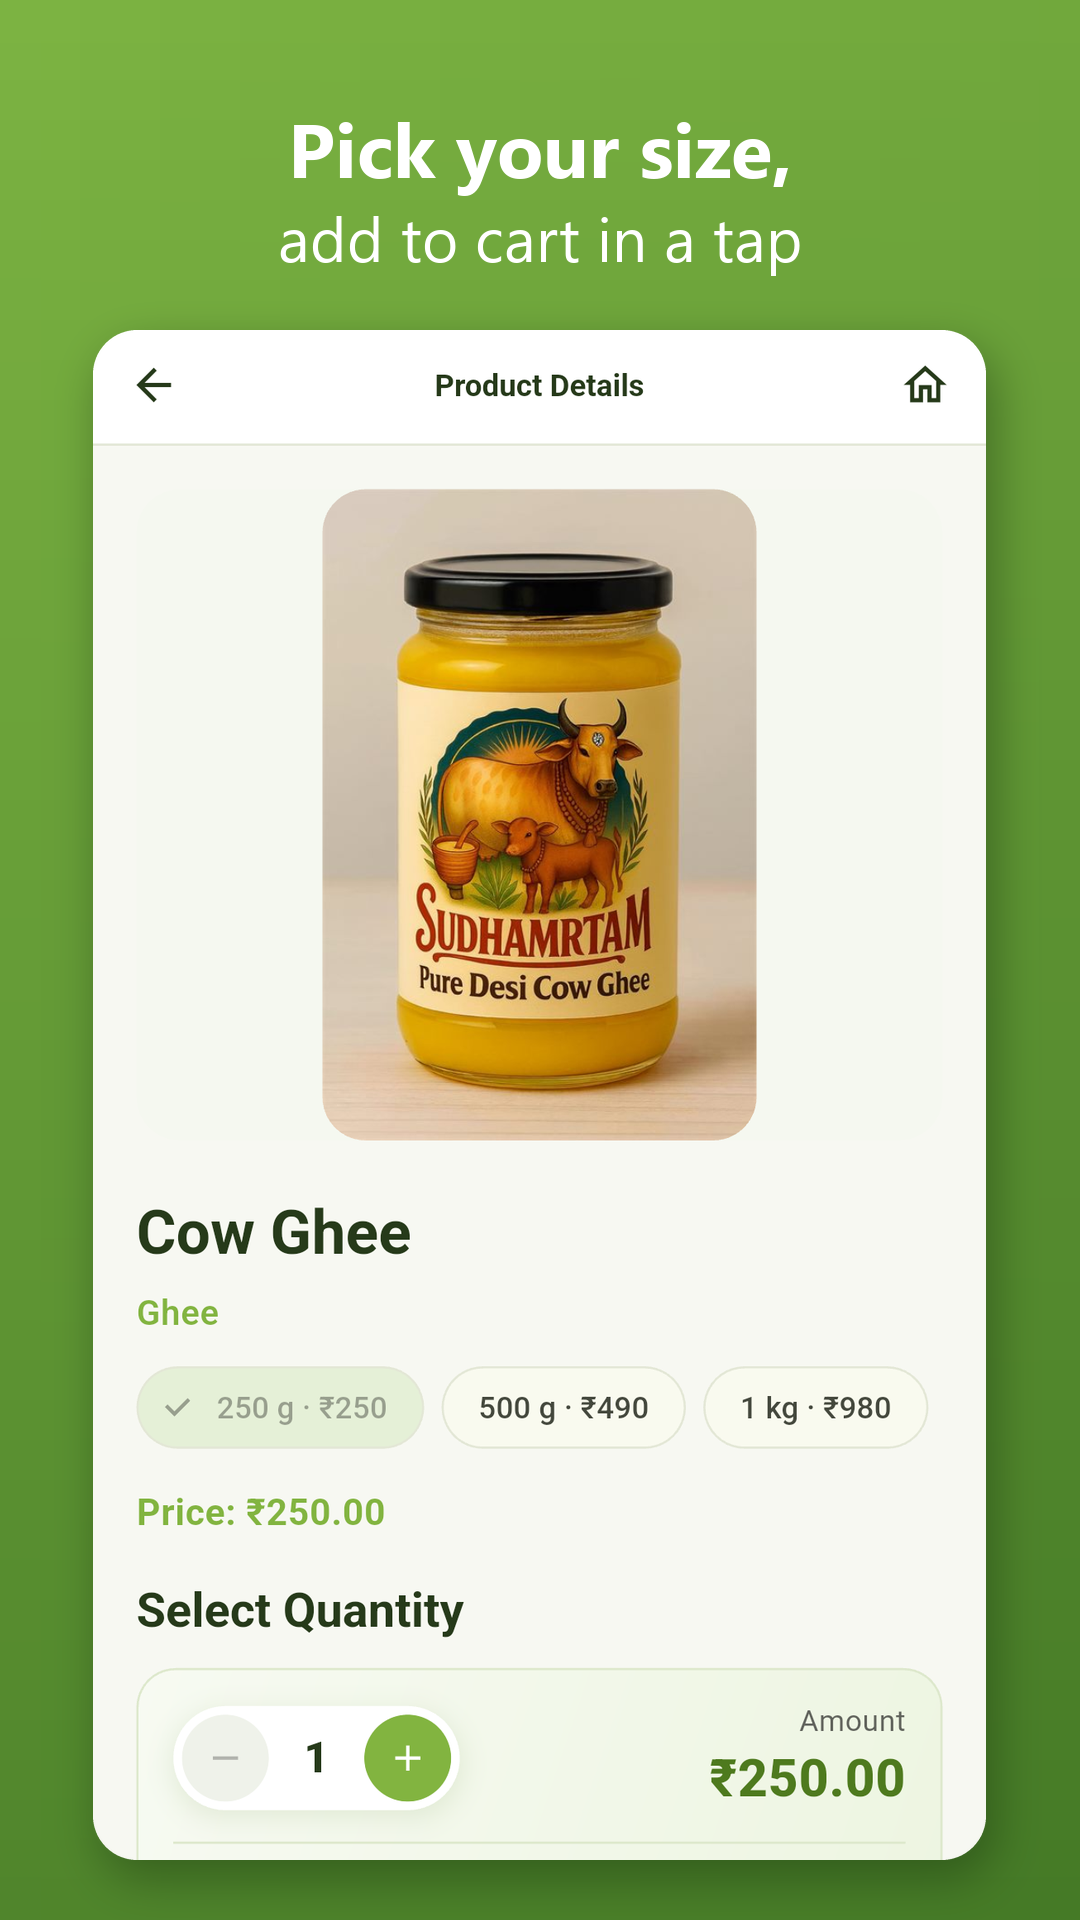 Pick your size,
add to cart in a tap
Product Details
SUDHAMRTAM
Pure Desi Cow Ghee
Cow Ghee
Ghee
250 g · ₹250
500 g · ₹490
1 kg · ₹980
Price: ₹250.00
Select Quantity
Amount
1
₹250.00